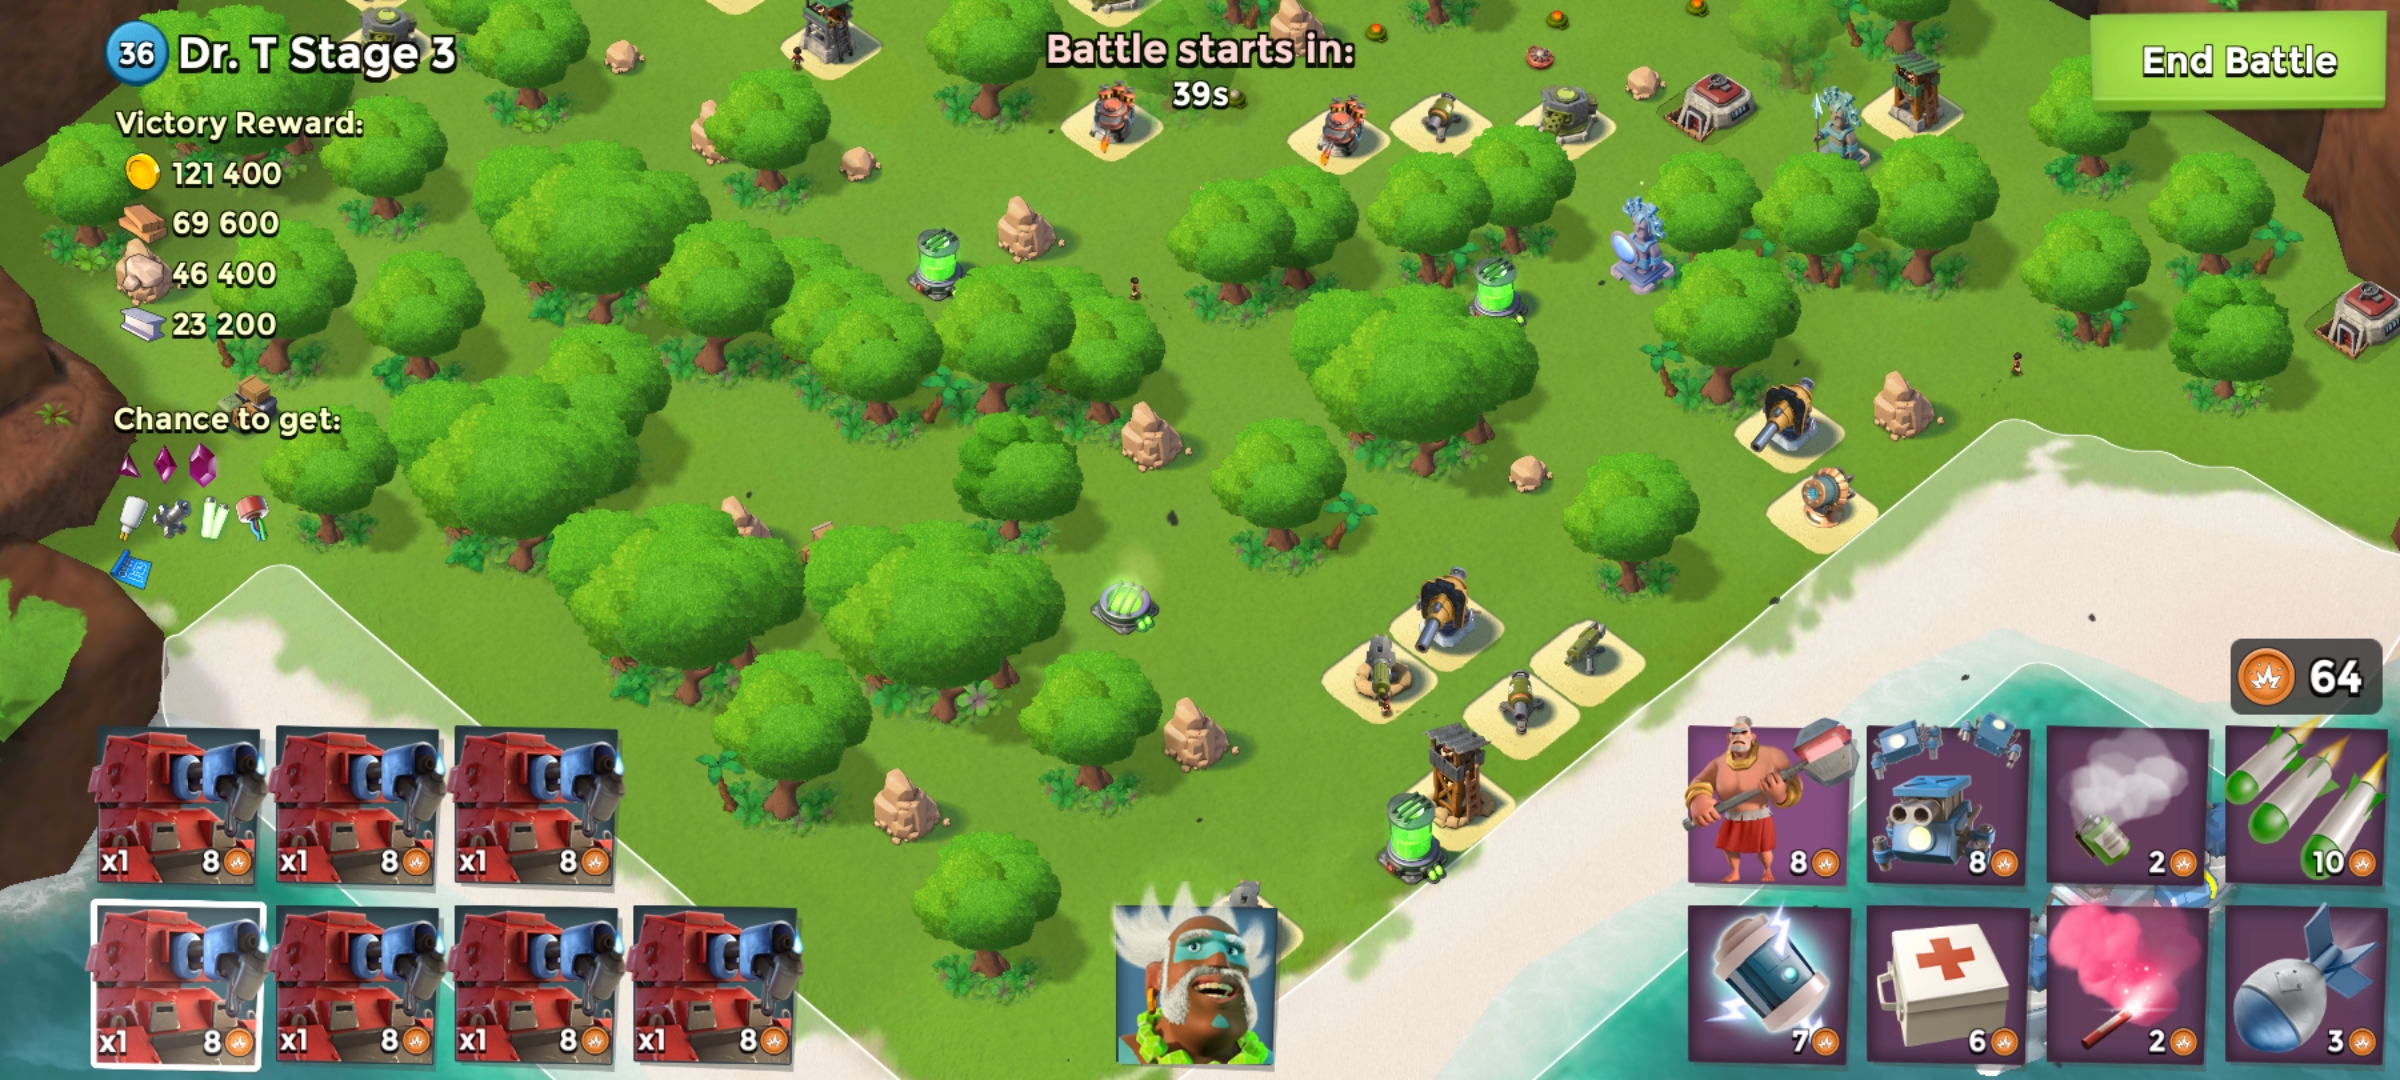 36 Dr. T Stage 3
Battle starts in:
39s
End Battle
Victory Reward:
121 400
69 600
46 400
23 200
Chance to get:
64
x1 8
x1 8
x1 8
8
8
2
10
x1 8
x1 8
x1 8
x1 8
7
6
2
3